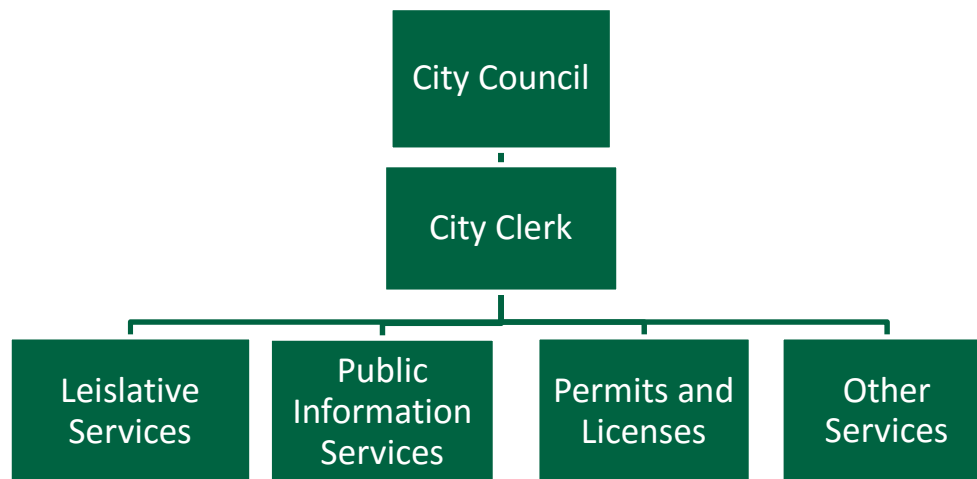 City Council
City Clerk
Leislative
Services
Public
Information
Services
Permits and
Licenses
Other
Services